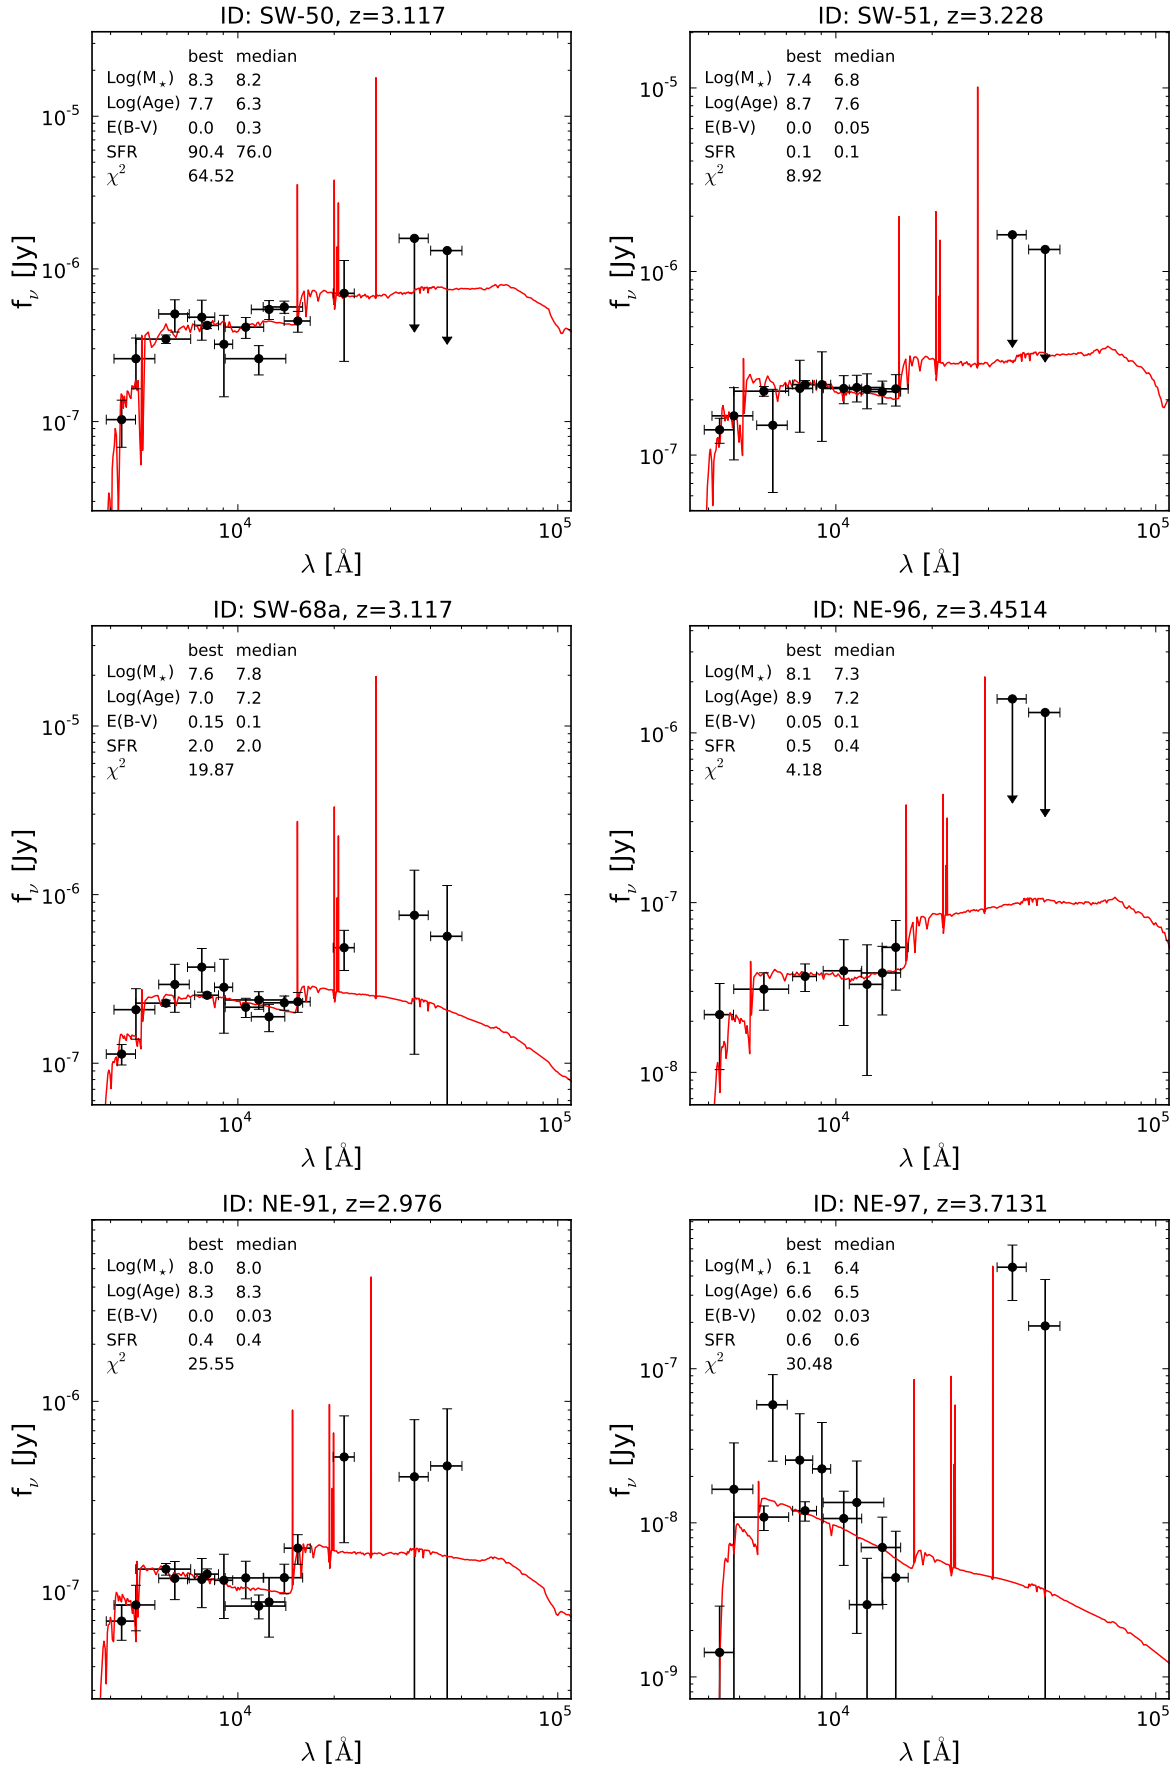 ID: SW-50, z=3.117
best median
Log(M⋆) 8.3 8.2
Log(Age) 7.7 6.3
E(B-V) 0.0 0.3
SFR 90.4 76.0
χ² 64.52
10⁻⁵
10⁻⁶
10⁻⁷
fν [Jy]
10⁴ 10⁵
λ [Å]
ID: SW-51, z=3.228
best median
Log(M⋆) 7.4 6.8
Log(Age) 8.7 7.6
E(B-V) 0.0 0.05
SFR 0.1 0.1
χ² 8.92
10⁻⁵
10⁻⁶
10⁻⁷
fν [Jy]
10⁴ 10⁵
λ [Å]
ID: SW-68a, z=3.117
best median
Log(M⋆) 7.6 7.8
Log(Age) 7.0 7.2
E(B-V) 0.15 0.1
SFR 2.0 2.0
χ² 19.87
10⁻⁵
10⁻⁶
10⁻⁷
fν [Jy]
10⁴ 10⁵
λ [Å]
ID: NE-96, z=3.4514
best median
Log(M⋆) 8.1 7.3
Log(Age) 8.9 7.2
E(B-V) 0.05 0.1
SFR 0.5 0.4
χ² 4.18
10⁻⁶
10⁻⁷
10⁻⁸
fν [Jy]
10⁴ 10⁵
λ [Å]
ID: NE-91, z=2.976
best median
Log(M⋆) 8.0 8.0
Log(Age) 8.3 8.3
E(B-V) 0.0 0.03
SFR 0.4 0.4
χ² 25.55
10⁻⁶
10⁻⁷
fν [Jy]
10⁴ 10⁵
λ [Å]
ID: NE-97, z=3.7131
best median
Log(M⋆) 6.1 6.4
Log(Age) 6.6 6.5
E(B-V) 0.02 0.03
SFR 0.6 0.6
χ² 30.48
10⁻⁷
10⁻⁸
10⁻⁹
fν [Jy]
10⁴ 10⁵
λ [Å]